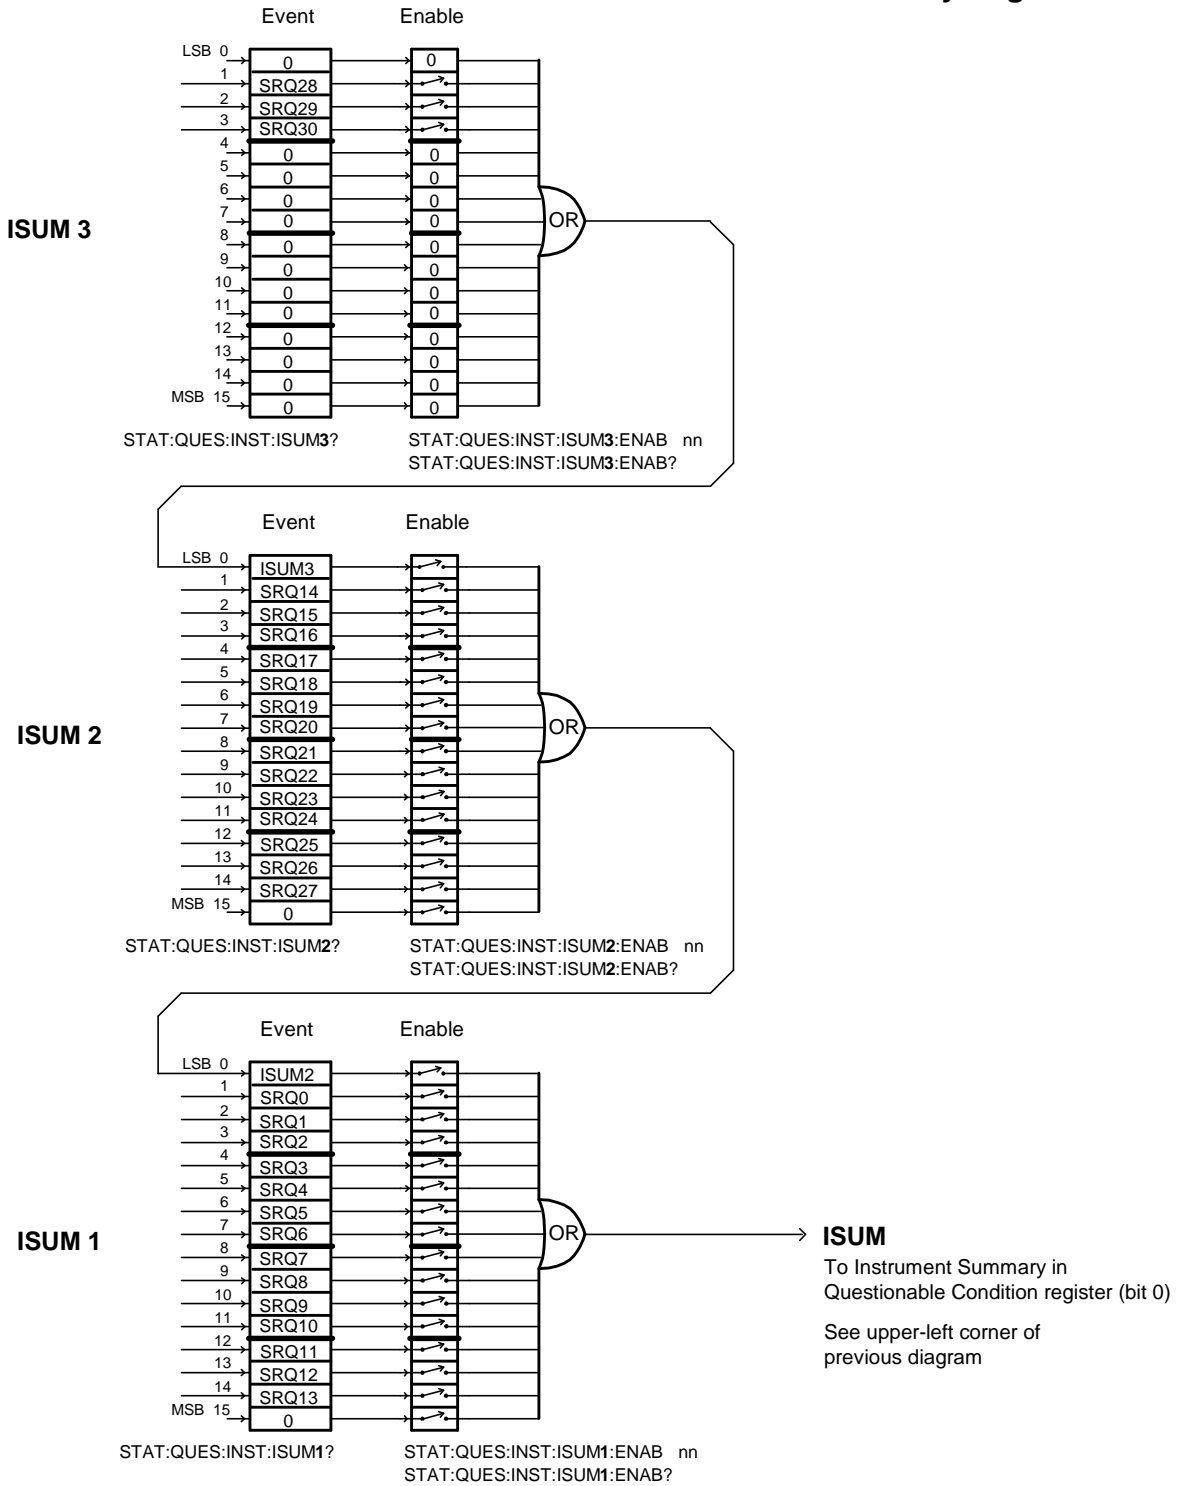 Event Enable
LSB 0 0 0
1 SRQ28
2 SRQ29
3 SRQ30
4 0 0
5 0 0
6 0 0
7 0 0
ISUM 3
OR
8 0 0
9 0 0
10 0 0
11 0 0
12 0 0
13 0 0
14 0 0
MSB 15 0 0
STAT:QUES:INST:ISUM3? STAT:QUES:INST:ISUM3:ENAB nn
STAT:QUES:INST:ISUM3:ENAB?
Event Enable
LSB 0 ISUM3
1 SRQ14
2 SRQ15
3 SRQ16
4 SRQ17
5 SRQ18
6 SRQ19
7 SRQ20
ISUM 2
OR
8 SRQ21
9 SRQ22
10 SRQ23
11 SRQ24
12 SRQ25
13 SRQ26
14 SRQ27
MSB 15 0
STAT:QUES:INST:ISUM2? STAT:QUES:INST:ISUM2:ENAB nn
STAT:QUES:INST:ISUM2:ENAB?
Event Enable
LSB 0 ISUM2
1 SRQ0
2 SRQ1
3 SRQ2
4 SRQ3
5 SRQ4
6 SRQ5
7 SRQ6
ISUM 1
OR
8 SRQ7
9 SRQ8
10 SRQ9
11 SRQ10
12 SRQ11
13 SRQ12
14 SRQ13
MSB 15 0
STAT:QUES:INST:ISUM1? STAT:QUES:INST:ISUM1:ENAB nn
STAT:QUES:INST:ISUM1:ENAB?
ISUM
To Instrument Summary in
Questionable Condition register (bit 0)
See upper-left corner of
previous diagram